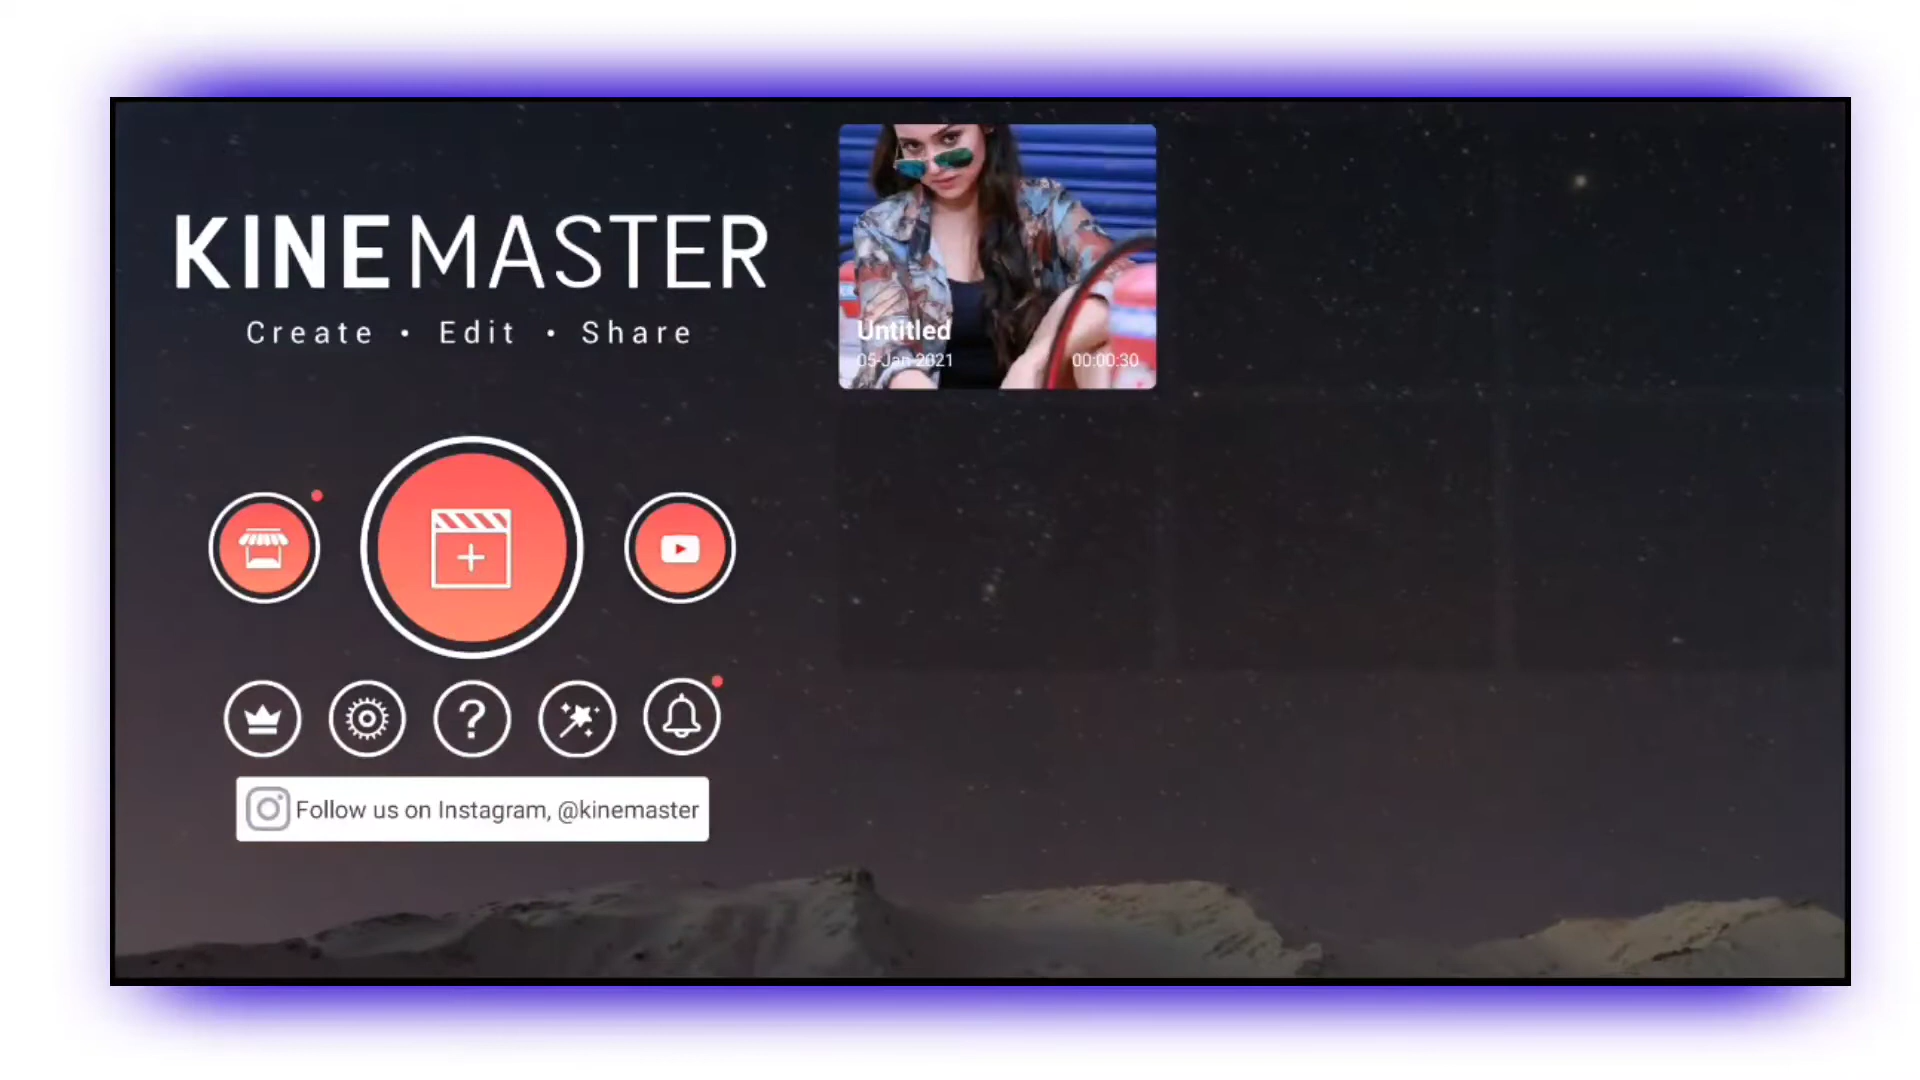 KINEMASTER
Create • Edit • Share
Untitled
05-Jan-2021
00:00:30
?
Follow us on Instagram, @kinemaster